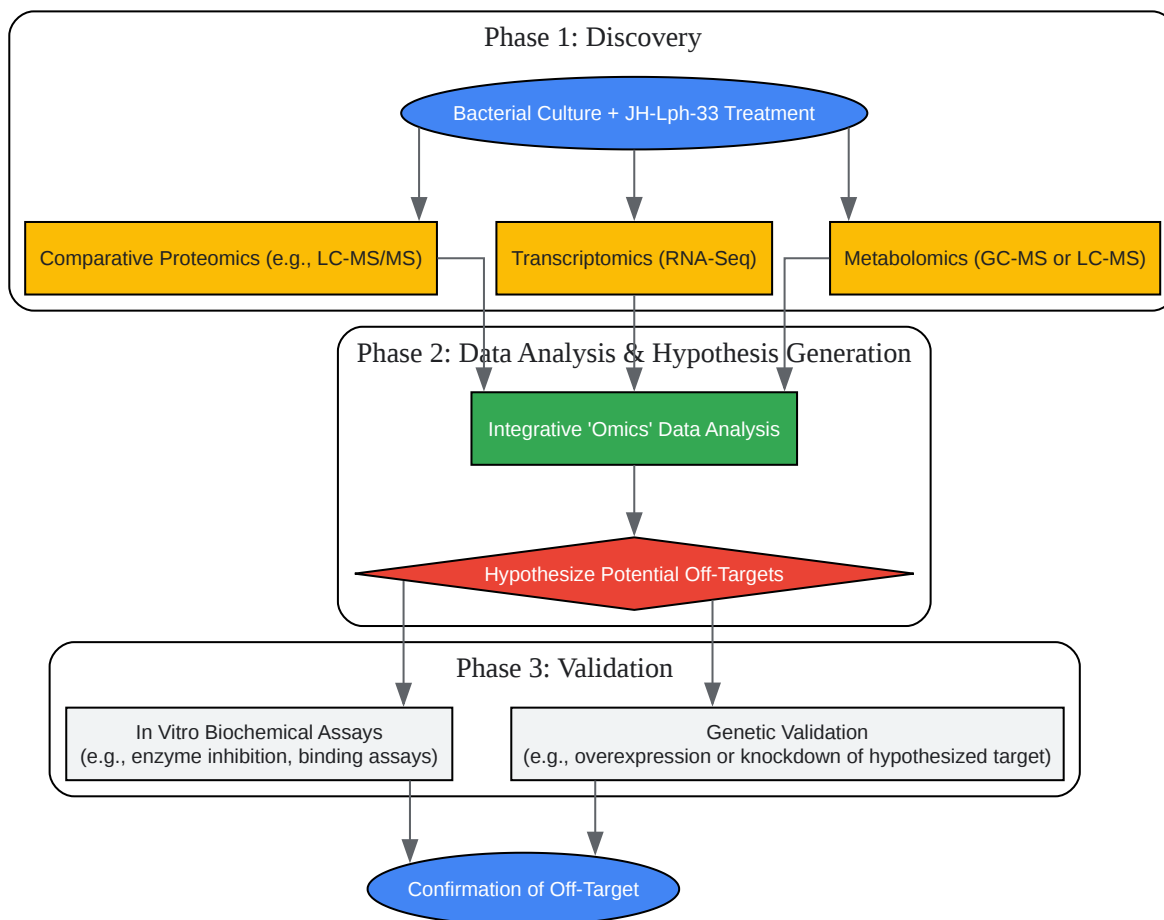 Phase 1: Discovery
Bacterial Culture + JH-Lph-33 Treatment
Comparative Proteomics (e.g., LC-MS/MS)
Transcriptomics (RNA-Seq)
Metabolomics (GC-MS or LC-MS)
Phase 2: Data Analysis & Hypothesis Generation
Integrative 'Omics' Data Analysis
Hypothesize Potential Off-Targets
Phase 3: Validation
In Vitro Biochemical Assays
(e.g., enzyme inhibition, binding assays)
Genetic Validation
(e.g., overexpression or knockdown of hypothesized target)
Confirmation of Off-Target